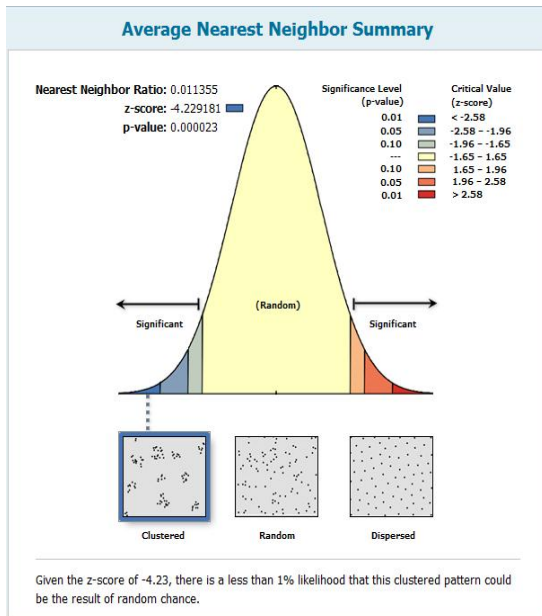 Average Nearest Neighbor Summary
Nearest Neighbor Ratio: 0.011355
z-score: -4.229181
p-value: 0.000023
Significance Level (p-value)
Critical Value (z-score)
0.01 < -2.58
0.05 -2.58 – -1.96
0.10 -1.96 – -1.65
--- -1.65 – 1.65
0.10 1.65 – 1.96
0.05 1.96 – 2.58
0.01 > 2.58
(Random)
Significant
Significant
Clustered
Random
Dispersed
Given the z-score of -4.23, there is a less than 1% likelihood that this clustered pattern could
be the result of random chance.